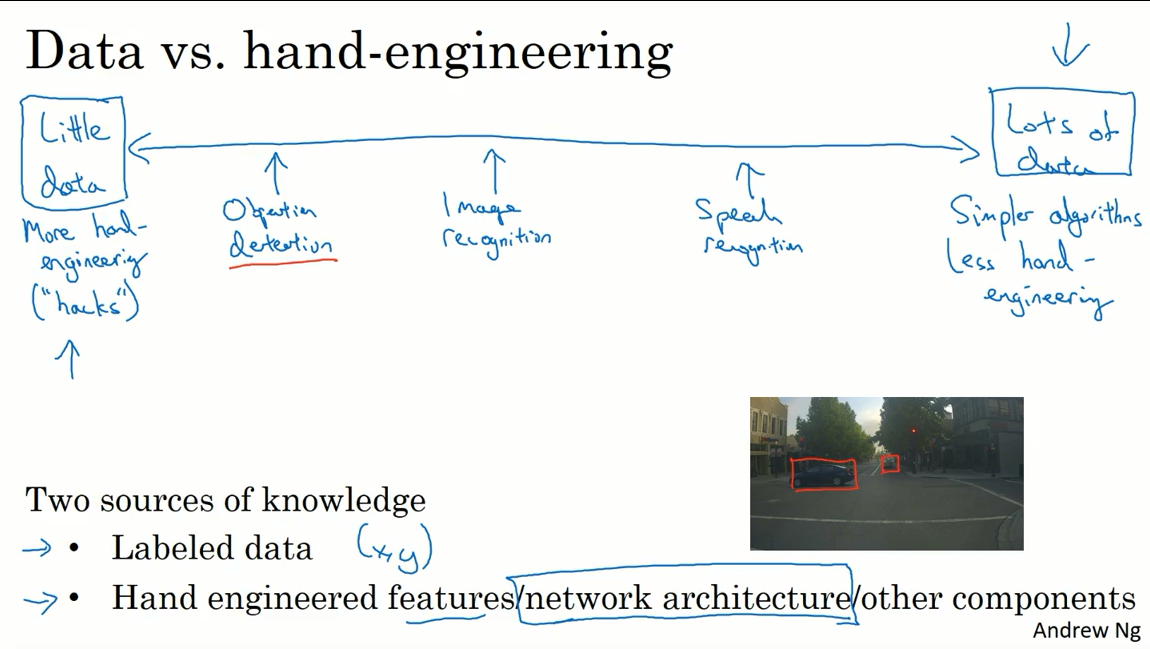 Data vs. hand-engineering
Little
data
Lots of
data
More hand-
engineering
("hacks")
Objection
detection
Image
recognition
Speech
recognition
Simpler algorithms
Less hand-
engineering
Two sources of knowledge
→ • Labeled data (x,y)
→ • Hand engineered features/network architecture/other components
Andrew Ng